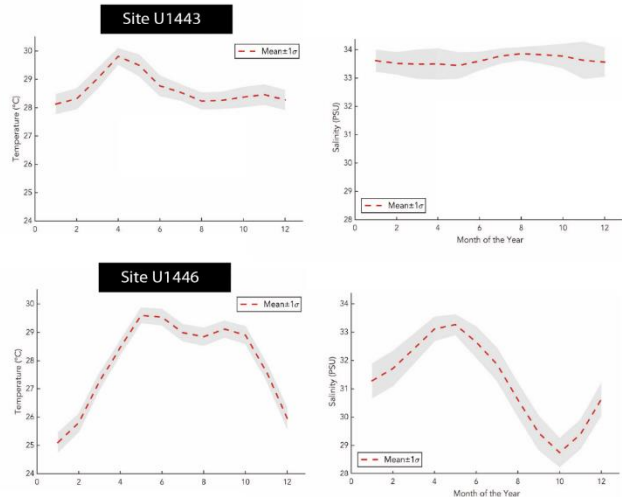 Site U1443
Mean±1σ
Temperature (°C)
30
29
28
27
26
25
24
0 2 4 6 8 10 12
Salinity (PSU)
34
33
32
31
30
29
28
Mean±1σ
0 2 4 6 8 10 12
Month of the Year
Site U1446
Mean±1σ
Temperature (°C)
30
29
28
27
26
25
24
0 2 4 6 8 10 12
Salinity (PSU)
34
33
32
31
30
29
28
Mean±1σ
0 2 4 6 8 10 12
Month of the Year